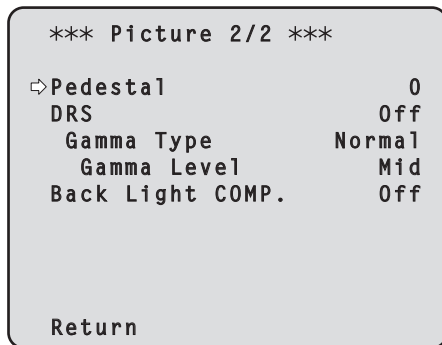 *** Picture 2/2 ***
⇨Pedestal 0
DRS Off
Gamma Type Normal
Gamma Level Mid
Back Light COMP. Off
Return